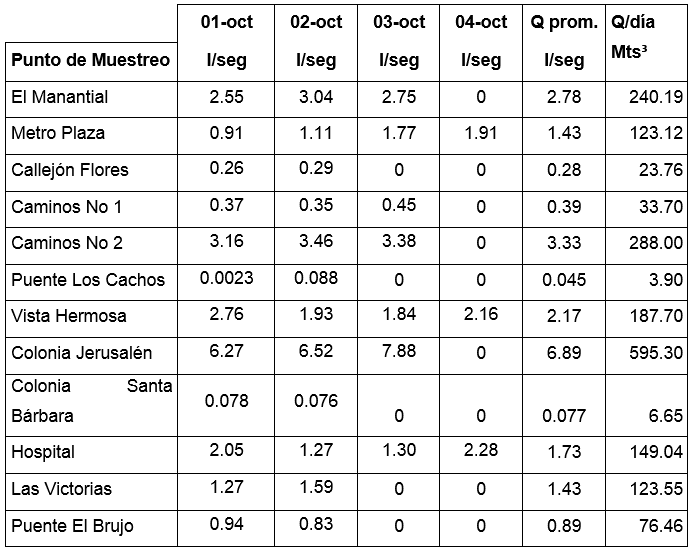 01-oct 02-oct 03-oct 04-oct Q prom. Q/día
Punto de Muestreo l/seg l/seg l/seg l/seg l/seg Mts³
El Manantial 2.55 3.04 2.75 0 2.78 240.19
Metro Plaza 0.91 1.11 1.77 1.91 1.43 123.12
Callejón Flores 0.26 0.29 0 0 0.28 23.76
Caminos No 1 0.37 0.35 0.45 0 0.39 33.70
Caminos No 2 3.16 3.46 3.38 0 3.33 288.00
Puente Los Cachos 0.0023 0.088 0 0 0.045 3.90
Vista Hermosa 2.76 1.93 1.84 2.16 2.17 187.70
Colonia Jerusalén 6.27 6.52 7.88 0 6.89 595.30
Colonia Santa
Bárbara 0.078 0.076 0 0 0.077 6.65
Hospital 2.05 1.27 1.30 2.28 1.73 149.04
Las Victorias 1.27 1.59 0 0 1.43 123.55
Puente El Brujo 0.94 0.83 0 0 0.89 76.46